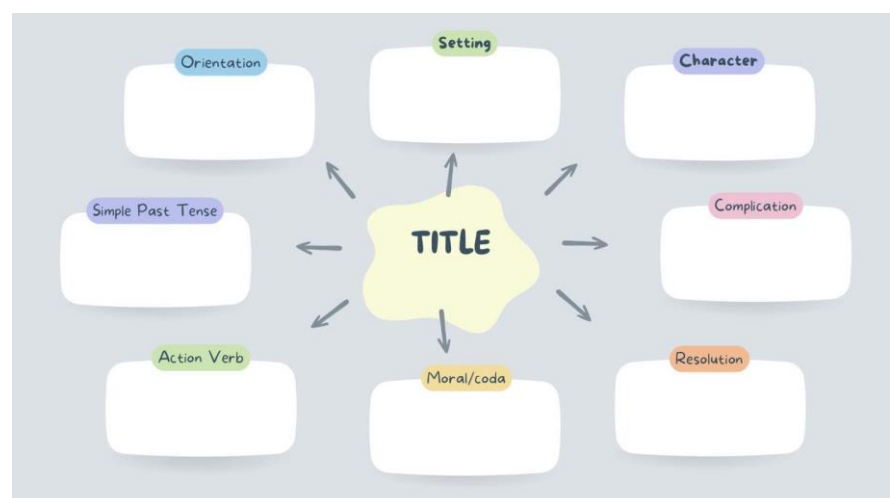 Orientation
Setting
Character
Simple Past Tense
TITLE
Complication
Action Verb
Moral/coda
Resolution